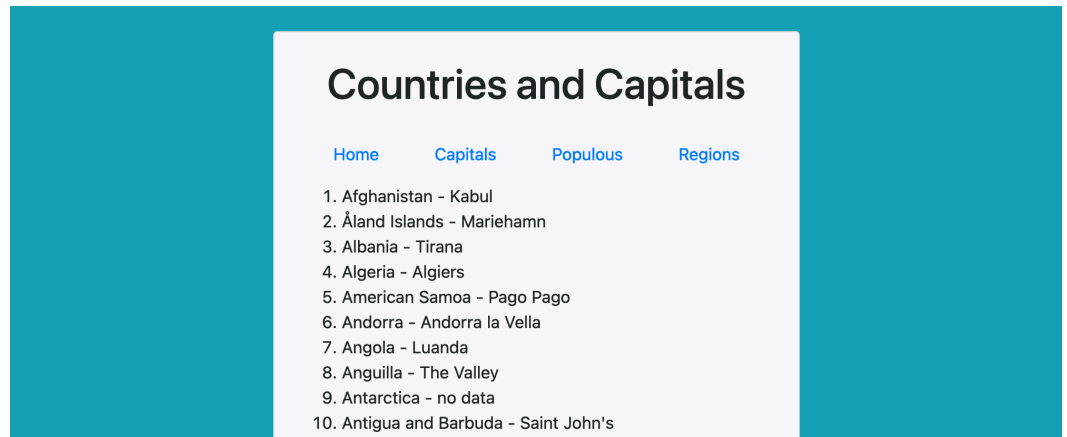 Countries and Capitals
Home Capitals Populous Regions
1. Afghanistan - Kabul
2. Åland Islands - Mariehamn
3. Albania - Tirana
4. Algeria - Algiers
5. American Samoa - Pago Pago
6. Andorra - Andorra la Vella
7. Angola - Luanda
8. Anguilla - The Valley
9. Antarctica - no data
10. Antigua and Barbuda - Saint John's